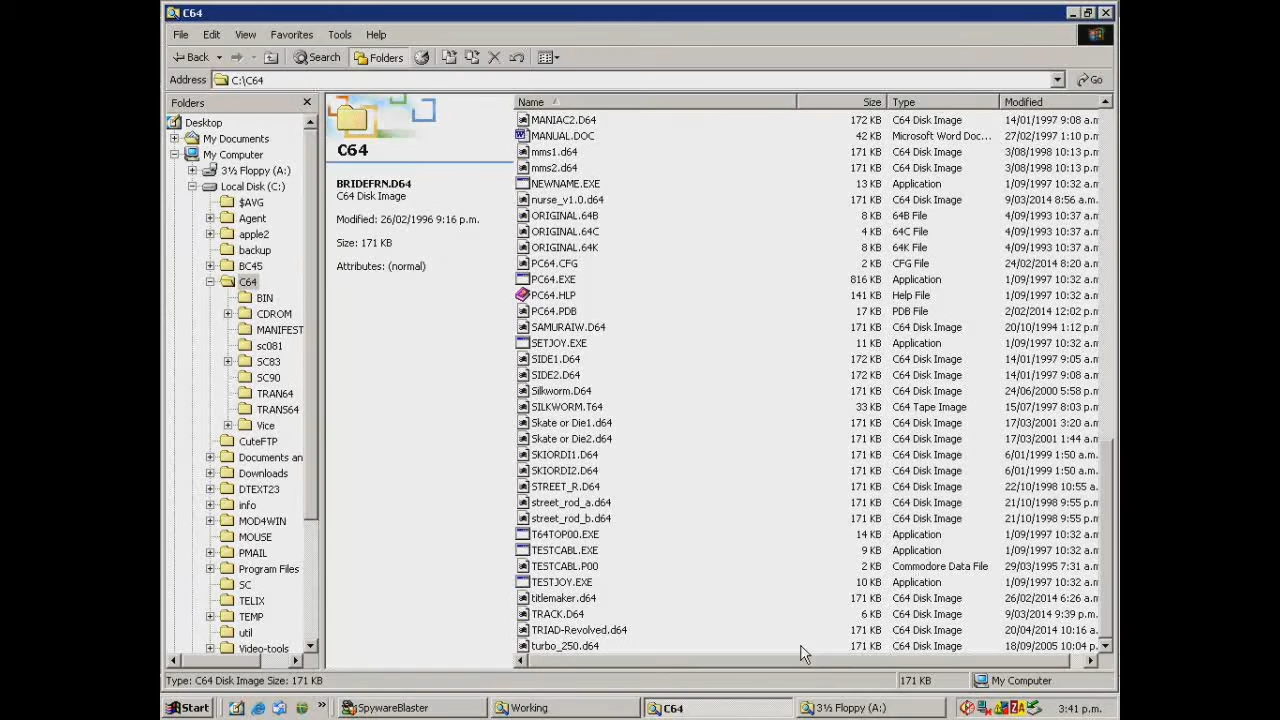 C64
File Edit View Favorites Tools Help
Back Search Folders
Address C:\C64 Go
Folders
Desktop
My Documents
My Computer
3½ Floppy (A:)
Local Disk (C:)
$AVG
Agent
apple2
backup
BC45
C64
BIN
CDROM
MANIFEST
sc081
SC83
SC90
TRAN64
TRANS64
Vice
CuteFTP
Documents an
Downloads
DTEXT23
info
MOD4WIN
MOUSE
PMAIL
Program Files
SC
TELIX
TEMP
util
Video-tools
C64
BRIDEFRN.D64
C64 Disk Image
Modified: 26/02/1996 9:16 p.m.
Size: 171 KB
Attributes: (normal)
Name Size Type Modified
MANIAC2.D64 172 KB C64 Disk Image 14/01/1997 9:08 a.m
MANUAL.DOC 42 KB Microsoft Word Doc... 27/02/1997 1:10 p.m
mms1.d64 171 KB C64 Disk Image 3/08/1998 10:13 p.m
mms2.d64 171 KB C64 Disk Image 3/08/1998 10:13 p.m
NEWNAME.EXE 13 KB Application 1/09/1997 10:32 a.m
nurse_v1.0.d64 171 KB C64 Disk Image 9/03/2014 8:56 a.m.
ORIGINAL.64B 8 KB 64B File 4/09/1993 10:37 a.m
ORIGINAL.64C 4 KB 64C File 4/09/1993 10:37 a.m
ORIGINAL.64K 8 KB 64K File 4/09/1993 10:37 a.m
PC64.CFG 2 KB CFG File 24/02/2014 8:20 a.m
PC64.EXE 816 KB Application 1/09/1997 10:32 a.m
PC64.HLP 141 KB Help File 1/09/1997 10:32 a.m
PC64.PDB 17 KB PDB File 2/02/2014 12:02 p.m
SAMURAIW.D64 171 KB C64 Disk Image 20/10/1994 1:12 p.m
SETJOY.EXE 11 KB Application 1/09/1997 10:32 a.m
SIDE1.D64 172 KB C64 Disk Image 14/01/1997 9:05 a.m
SIDE2.D64 172 KB C64 Disk Image 14/01/1997 9:08 a.m
Silkworm.D64 171 KB C64 Disk Image 24/06/2000 5:58 p.m
SILKWORM.T64 33 KB C64 Tape Image 15/07/1997 8:03 p.m
Skate or Die1.d64 171 KB C64 Disk Image 17/03/2001 3:20 a.m
Skate or Die2.d64 171 KB C64 Disk Image 17/03/2001 1:44 a.m
SKIORDI1.D64 171 KB C64 Disk Image 6/01/1999 1:50 a.m.
SKIORDI2.D64 171 KB C64 Disk Image 6/01/1999 1:50 a.m.
STREET_R.D64 171 KB C64 Disk Image 22/10/1998 10:55 a.
street_rod_a.d64 171 KB C64 Disk Image 21/10/1998 9:55 p.m
street_rod_b.d64 171 KB C64 Disk Image 21/10/1998 9:55 p.m
T64TOP00.EXE 14 KB Application 1/09/1997 10:32 a.m
TESTCABL.EXE 9 KB Application 1/09/1997 10:32 a.m
TESTCABL.P00 2 KB Commodore Data File 29/03/1995 7:31 a.m
TESTJOY.EXE 10 KB Application 1/09/1997 10:32 a.m
titlemaker.d64 171 KB C64 Disk Image 26/02/2014 6:26 a.m
TRACK.D64 6 KB C64 Disk Image 9/03/2014 9:39 p.m.
TRIAD-Revolved.d64 171 KB C64 Disk Image 20/04/2014 10:16 a.
turbo_250.d64 171 KB C64 Disk Image 18/09/2005 10:04 p.
Type: C64 Disk Image Size: 171 KB 171 KB My Computer
Start » SpywareBlaster Working C64 3½ Floppy (A:) 3:41 p.m.